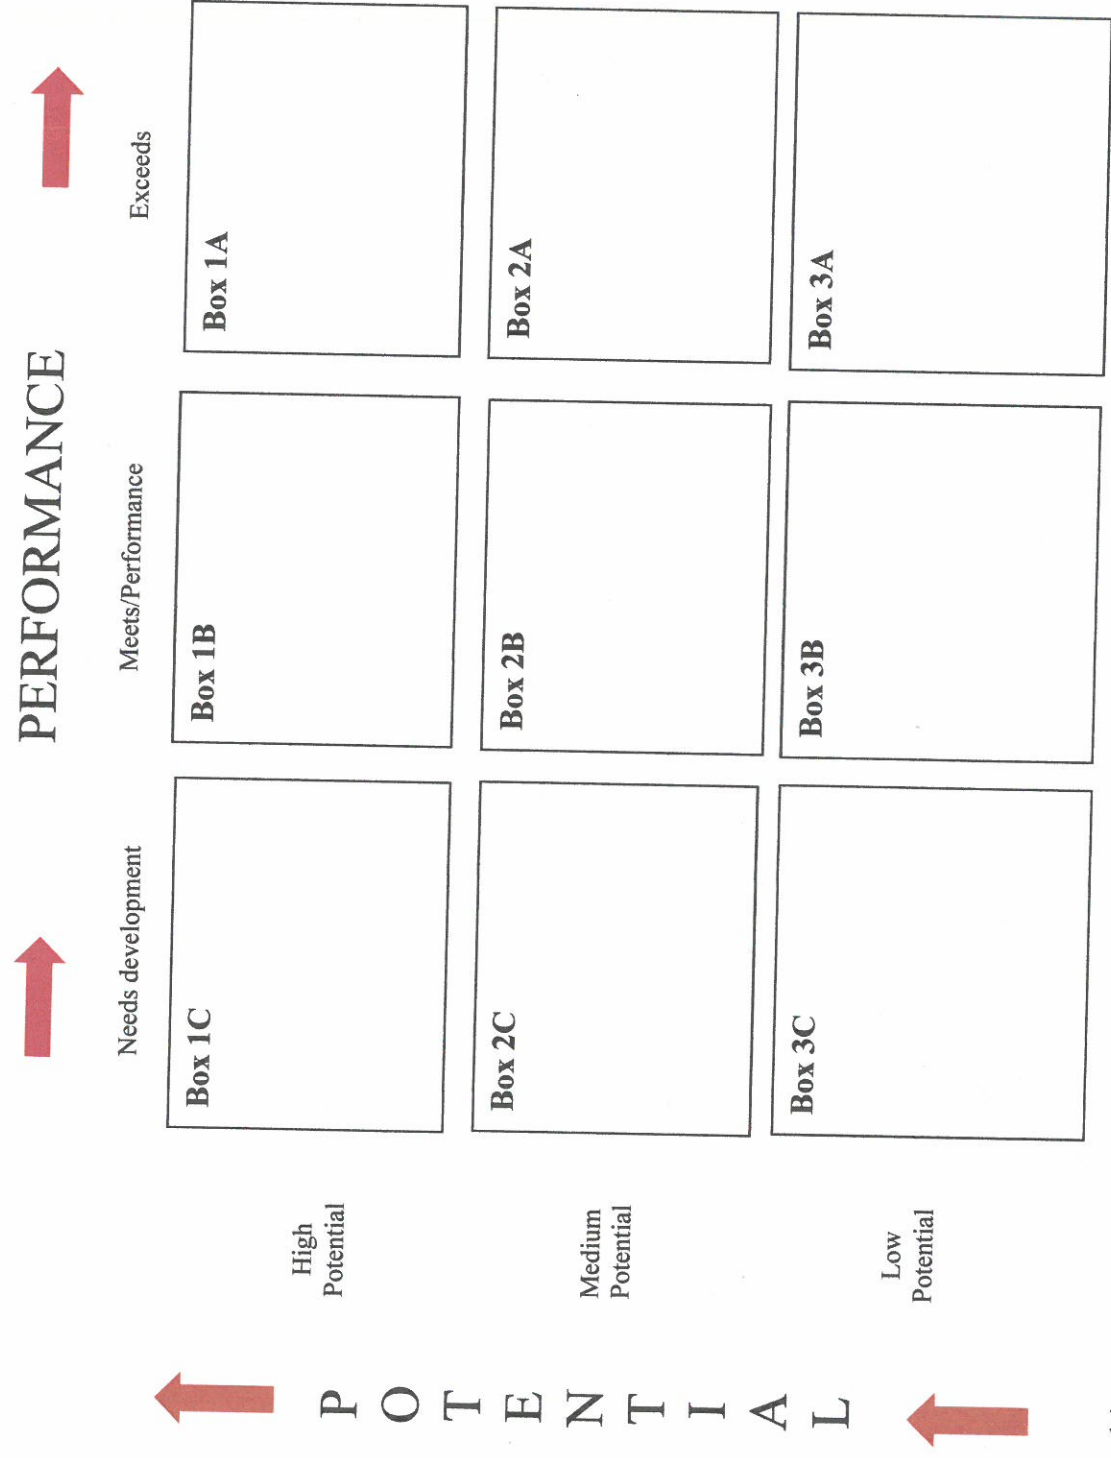 PERFORMANCE
Needs development
Meets/Performance
Exceeds
POTENTIAL
High
Potential
Box 1C
Box 1B
Box 1A
Medium
Potential
Box 2C
Box 2B
Box 2A
Low
Potential
Box 3C
Box 3B
Box 3A